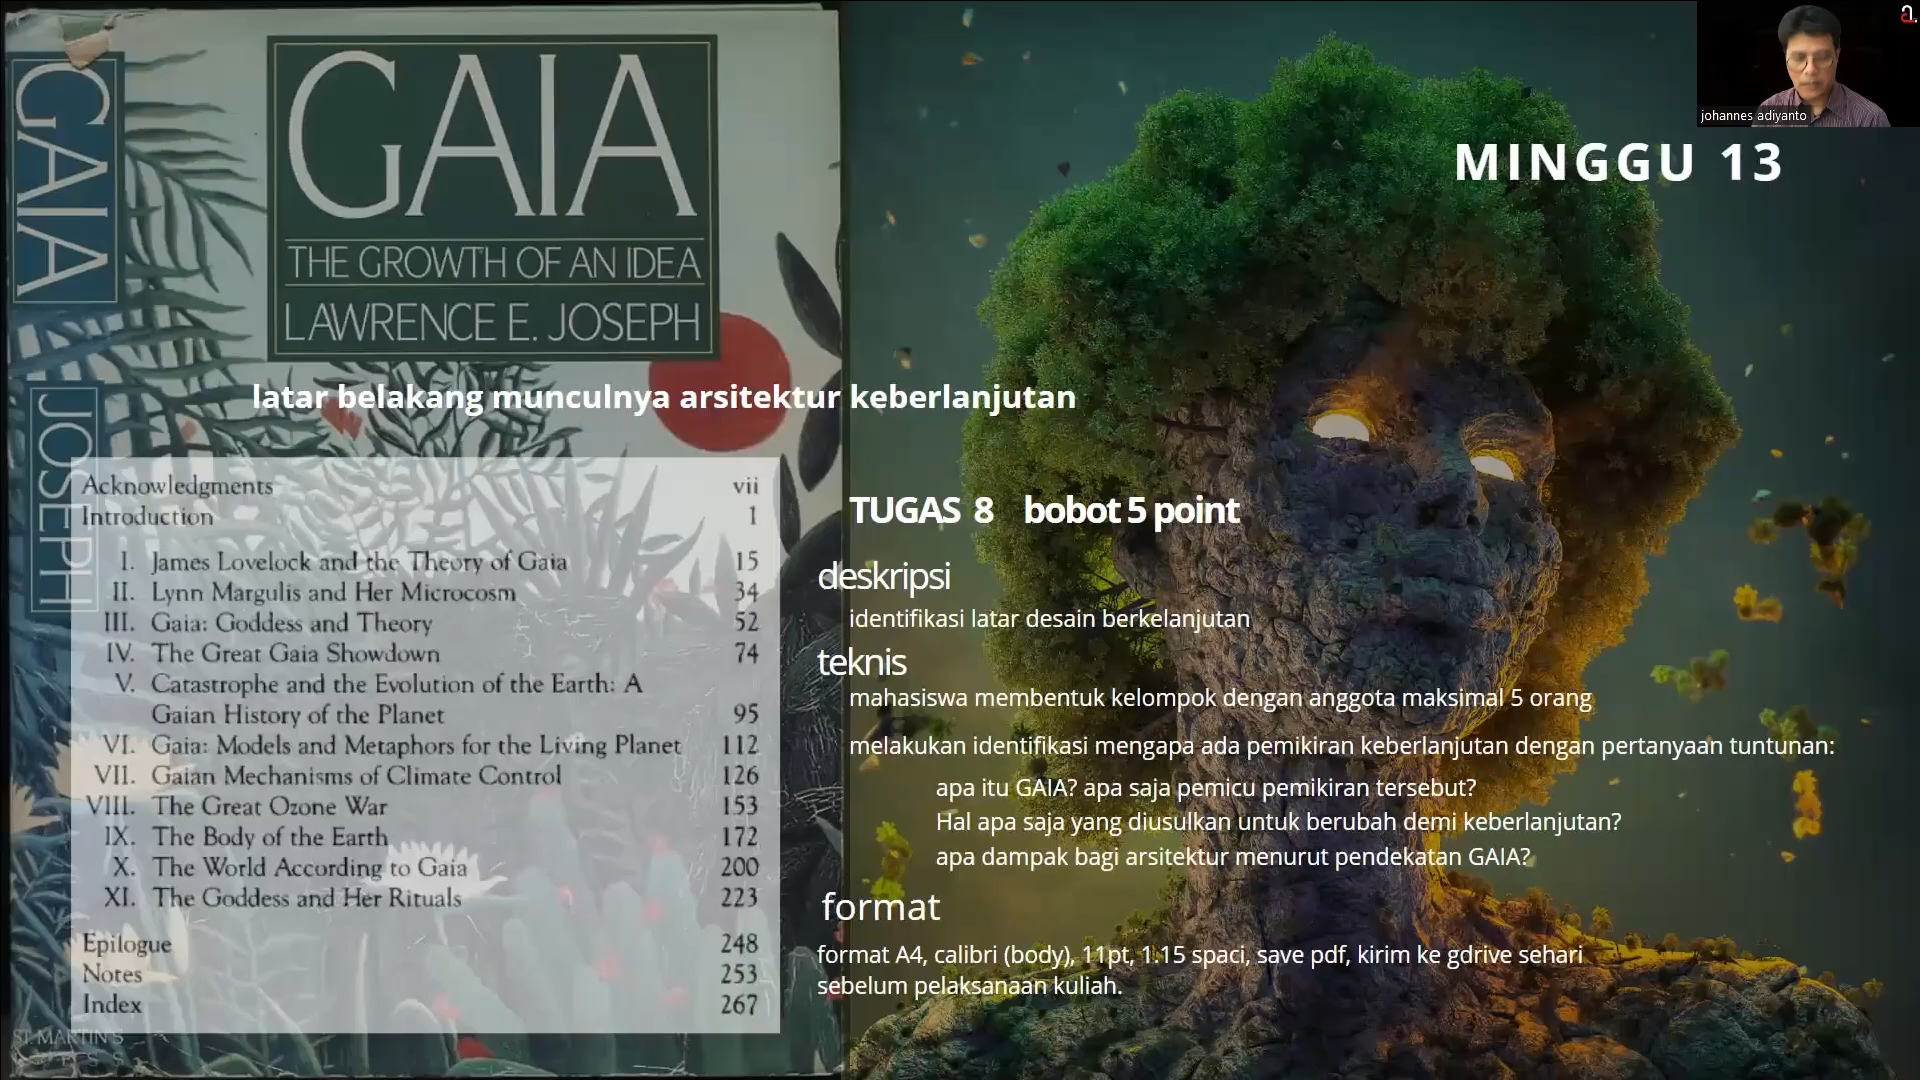 GAIA
JOSEPH
GAIA
THE GROWTH OF AN IDEA
LAWRENCE E. JOSEPH
johannes adiyanto
MINGGU 13
latar belakang munculnya arsitektur keberlanjutan
Acknowledgments vii
Introduction 1
I. James Lovelock and the Theory of Gaia 15
II. Lynn Margulis and Her Microcosm 34
III. Gaia: Goddess and Theory 52
IV. The Great Gaia Showdown 74
V. Catastrophe and the Evolution of the Earth: A
Gaian History of the Planet 95
VI. Gaia: Models and Metaphors for the Living Planet 112
VII. Gaian Mechanisms of Climate Control 126
VIII. The Great Ozone War 153
IX. The Body of the Earth 172
X. The World According to Gaia 200
XI. The Goddess and Her Rituals 223
Epilogue 248
Notes 253
Index 267
ST. MARTIN'S
PRESS
TUGAS 8 bobot 5 point
deskripsi
identifikasi latar desain berkelanjutan
teknis
mahasiswa membentuk kelompok dengan anggota maksimal 5 orang
melakukan identifikasi mengapa ada pemikiran keberlanjutan dengan pertanyaan tuntunan:
apa itu GAIA? apa saja pemicu pemikiran tersebut?
Hal apa saja yang diusulkan untuk berubah demi keberlanjutan?
apa dampak bagi arsitektur menurut pendekatan GAIA?
format
format A4, calibri (body), 11pt, 1.15 spaci, save pdf, kirim ke gdrive sehari
sebelum pelaksanaan kuliah.